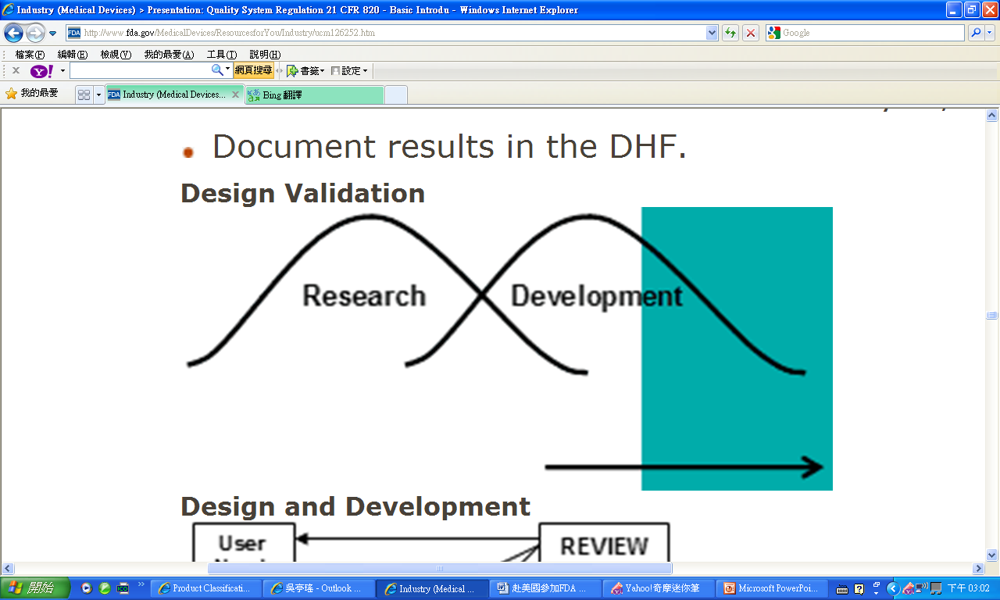 Industry (Medical Devices) > Presentation: Quality System Regulation 21 CFR 820 - Basic Introdu - Windows Internet Explorer
FDA http://www.fda.gov/MedicalDevices/ResourcesforYou/Industry/ucm126252.htm Google
檔案(F) 編輯(E) 檢視(V) 我的最愛(A) 工具(T) 說明(H)
Y! 網頁搜尋 書籤 設定
我的最愛 FDA Industry (Medical Devices... Bing 翻譯
Document results in the DHF.
Design Validation
Research Development
Design and Development
User REVIEW
開始 Product Classificati... 吳亭瑤 - Outlook ... Industry (Medical ... 赴美國參加FDA ... Yahoo!奇摩迷你筆 Microsoft PowerPoi... 下午 03:02